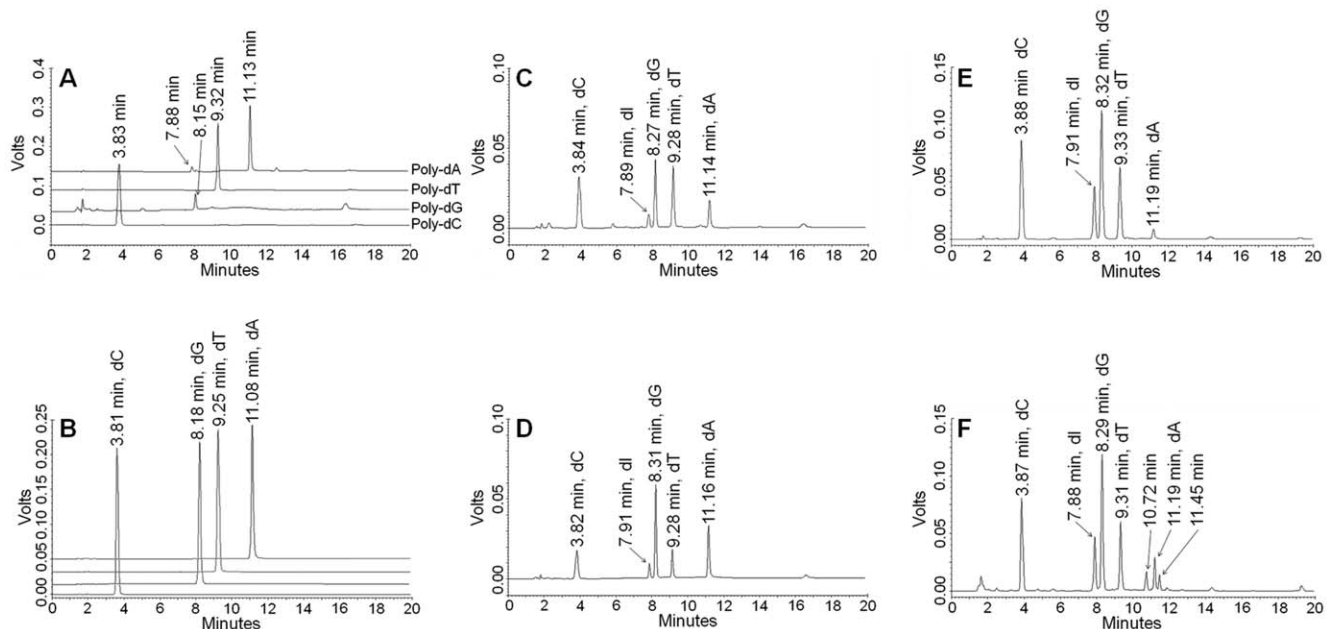 A
Volts
0.4
0.3
0.2
0.1
0.0
3.83 min
7.88 min
8.15 min
9.32 min
11.13 min
Poly-dA
Poly-dT
Poly-dG
Poly-dC
0 2 4 6 8 10 12 14 16 18 20
Minutes
B
Volts
0.25
0.20
0.15
0.10
0.05
0.00
3.81 min, dC
8.18 min, dG
9.25 min, dT
11.08 min, dA
0 2 4 6 8 10 12 14 16 18 20
Minutes
C
Volts
0.10
0.05
0.00
3.84 min, dC
7.89 min, dI
8.27 min, dG
9.28 min, dT
11.14 min, dA
0 2 4 6 8 10 12 14 16 18 20
Minutes
D
Volts
0.10
0.05
0.00
3.82 min, dC
7.91 min, dI
8.31 min, dG
9.28 min, dT
11.16 min, dA
0 2 4 6 8 10 12 14 16 18 20
Minutes
E
Volts
0.15
0.10
0.05
0.00
3.88 min dC
7.91 min, dI
8.32 min, dG
9.33 min, dT
11.19 min, dA
0 2 4 6 8 10 12 14 16 18 20
Minutes
F
Volts
0.15
0.10
0.05
0.00
3.87 min, dC
7.88 min, dI
8.29 min, dG
9.31 min, dT
10.72 min
11.19 min, dA
11.45 min
0 2 4 6 8 10 12 14 16 18 20
Minutes